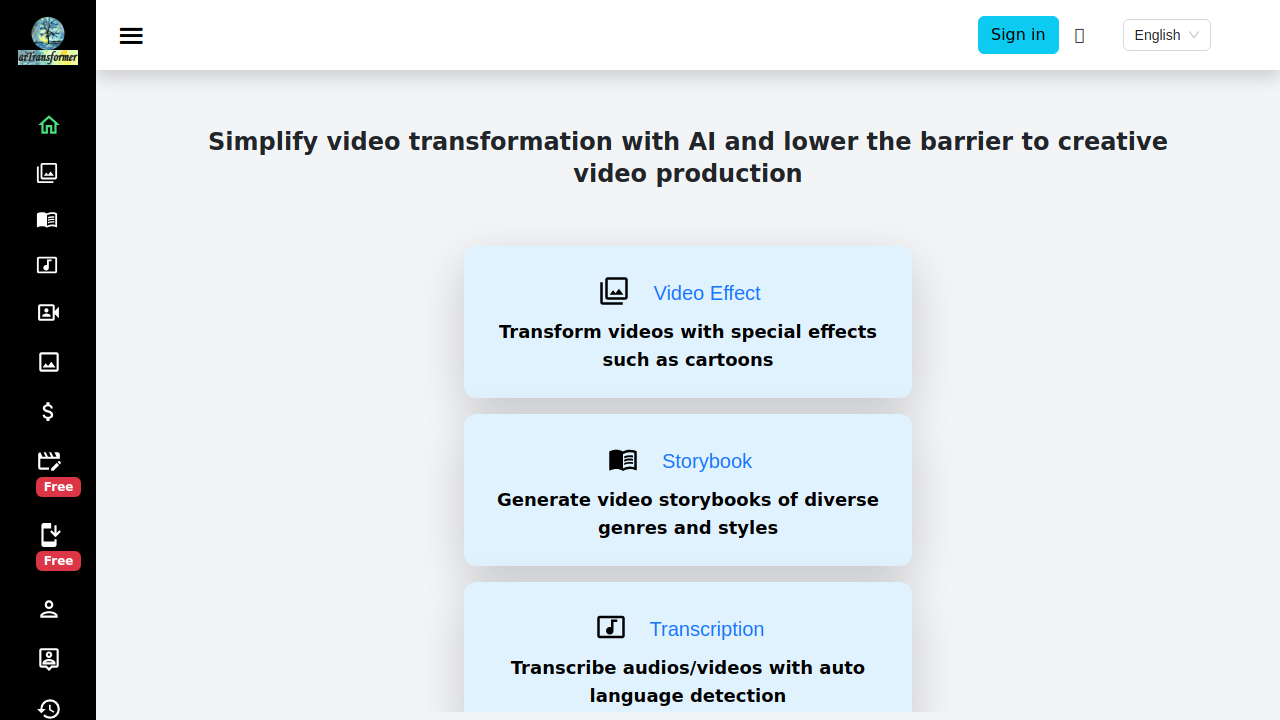 aiTransformer
Sign in
English
Simplify video transformation with AI and lower the barrier to creative
video production
Video Effect
Transform videos with special effects
such as cartoons
Storybook
Generate video storybooks of diverse
genres and styles
Free
Free
Transcription
Transcribe audios/videos with auto
language detection